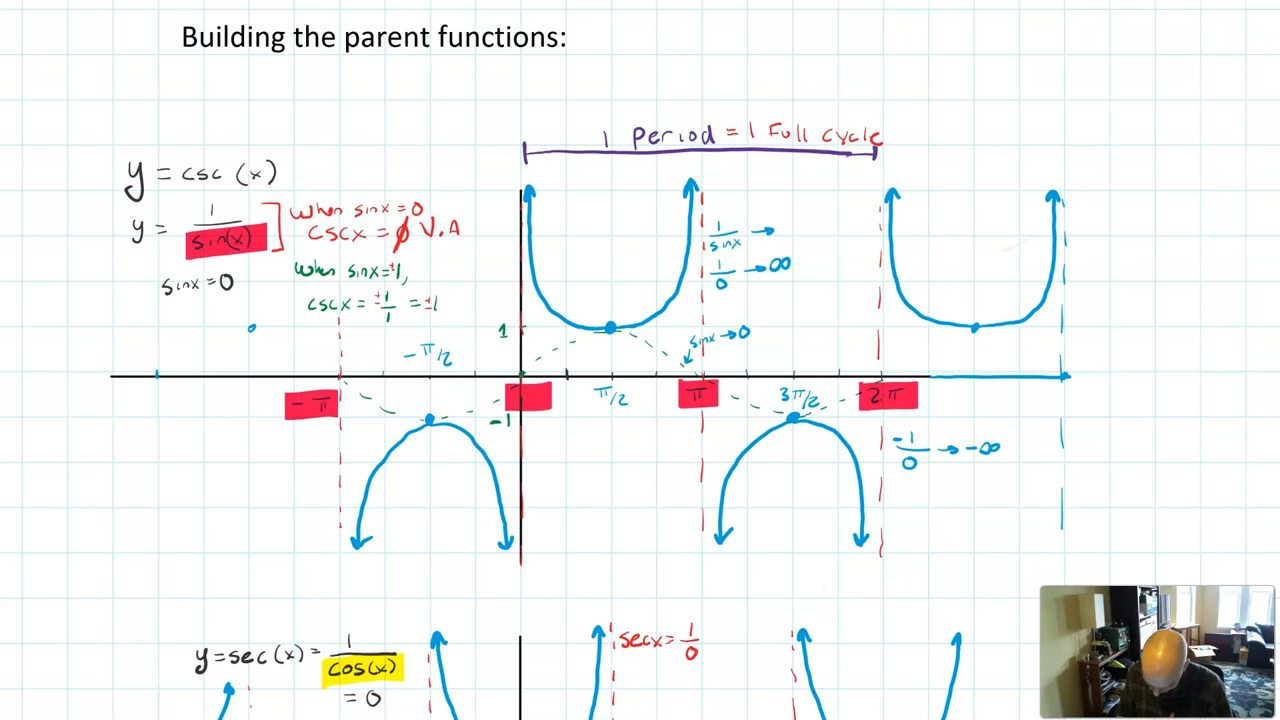 Building the parent functions:
1 Period = 1 Full cycle
y = csc (x)
y = 1/sin(x)
when sinx = 0
cscx = ∅ V.A
sinx = 0
when sinx = ±1,
cscx = ±1/1 = ±1
1/sinx →
1/0 → ∞
sinx → 0
1
-π/2
-π
π/2
π
3π/2
2π
-1
-1/0 → -∞
y = sec(x) = 1/cos(x)
= 0
secx = 1/0